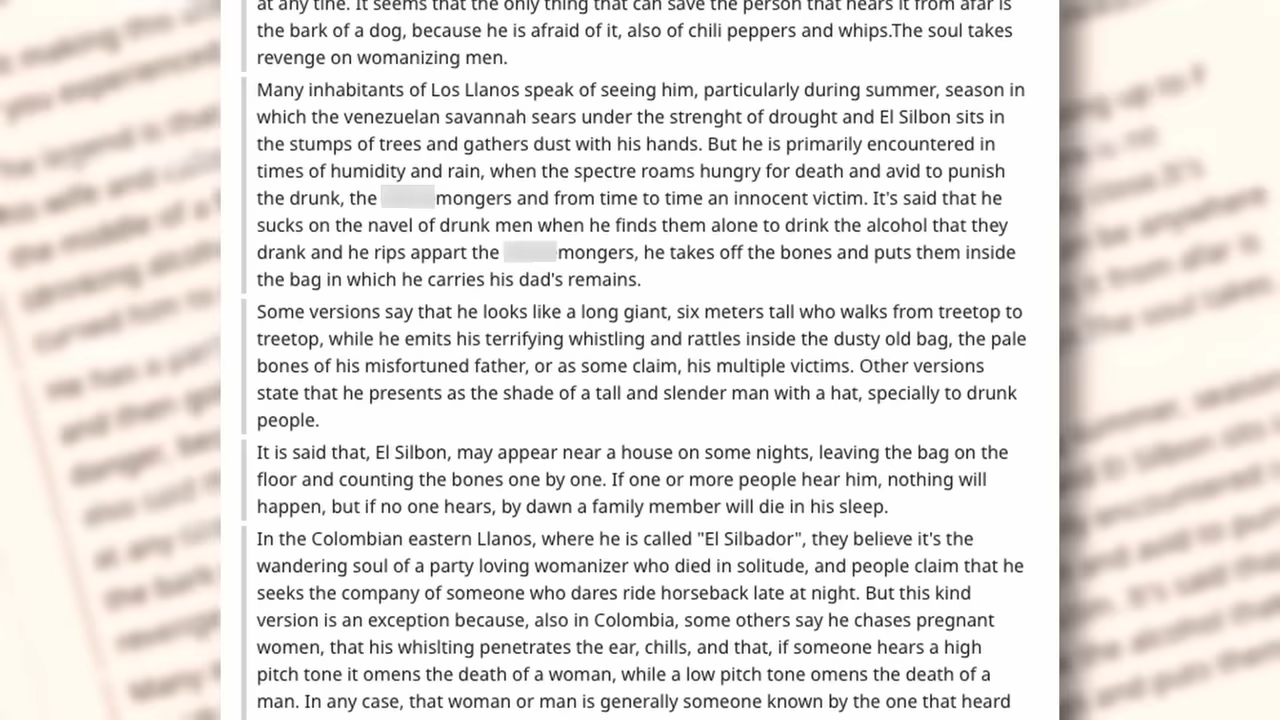 at any tine. It seems that the only thing that can save the person that hears it from afar is
the bark of a dog, because he is afraid of it, also of chili peppers and whips.The soul takes
revenge on womanizing men.
Many inhabitants of Los Llanos speak of seeing him, particularly during summer, season in
which the venezuelan savannah sears under the strenght of drought and El Silbon sits in
the stumps of trees and gathers dust with his hands. But he is primarily encountered in
times of humidity and rain, when the spectre roams hungry for death and avid to punish
the drunk, the mongers and from time to time an innocent victim. It's said that he
sucks on the navel of drunk men when he finds them alone to drink the alcohol that they
drank and he rips appart the mongers, he takes off the bones and puts them inside
the bag in which he carries his dad's remains.
Some versions say that he looks like a long giant, six meters tall who walks from treetop to
treetop, while he emits his terrifying whistling and rattles inside the dusty old bag, the pale
bones of his misfortuned father, or as some claim, his multiple victims. Other versions
state that he presents as the shade of a tall and slender man with a hat, specially to drunk
people.
It is said that, El Silbon, may appear near a house on some nights, leaving the bag on the
floor and counting the bones one by one. If one or more people hear him, nothing will
happen, but if no one hears, by dawn a family member will die in his sleep.
In the Colombian eastern Llanos, where he is called "El Silbador", they believe it's the
wandering soul of a party loving womanizer who died in solitude, and people claim that he
seeks the company of someone who dares ride horseback late at night. But this kind
version is an exception because, also in Colombia, some others say he chases pregnant
women, that his whislting penetrates the ear, chills, and that, if someone hears a high
pitch tone it omens the death of a woman, while a low pitch tone omens the death of a
man. In any case, that woman or man is generally someone known by the one that heard